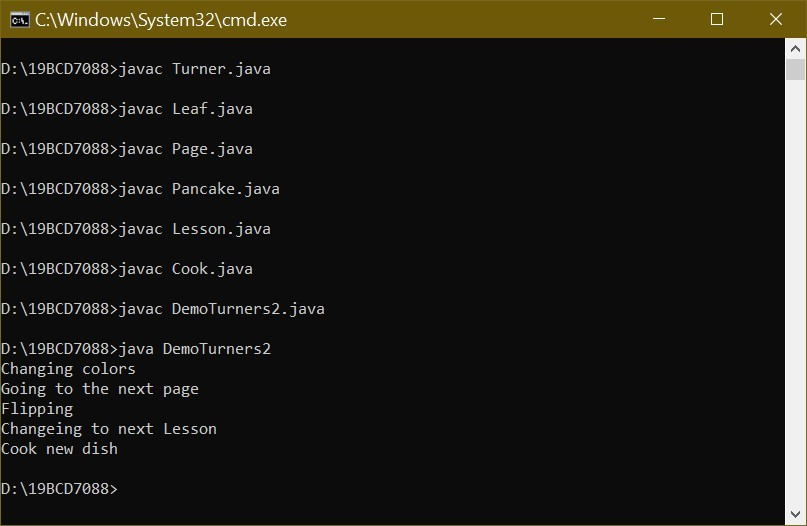 C:\Windows\System32\cmd.exe
D:\19BCD7088>javac Turner.java
D:\19BCD7088>javac Leaf.java
D:\19BCD7088>javac Page.java
D:\19BCD7088>javac Pancake.java
D:\19BCD7088>javac Lesson.java
D:\19BCD7088>javac Cook.java
D:\19BCD7088>javac DemoTurners2.java
D:\19BCD7088>java DemoTurners2
Changing colors
Going to the next page
Flipping
Changeing to next Lesson
Cook new dish
D:\19BCD7088>